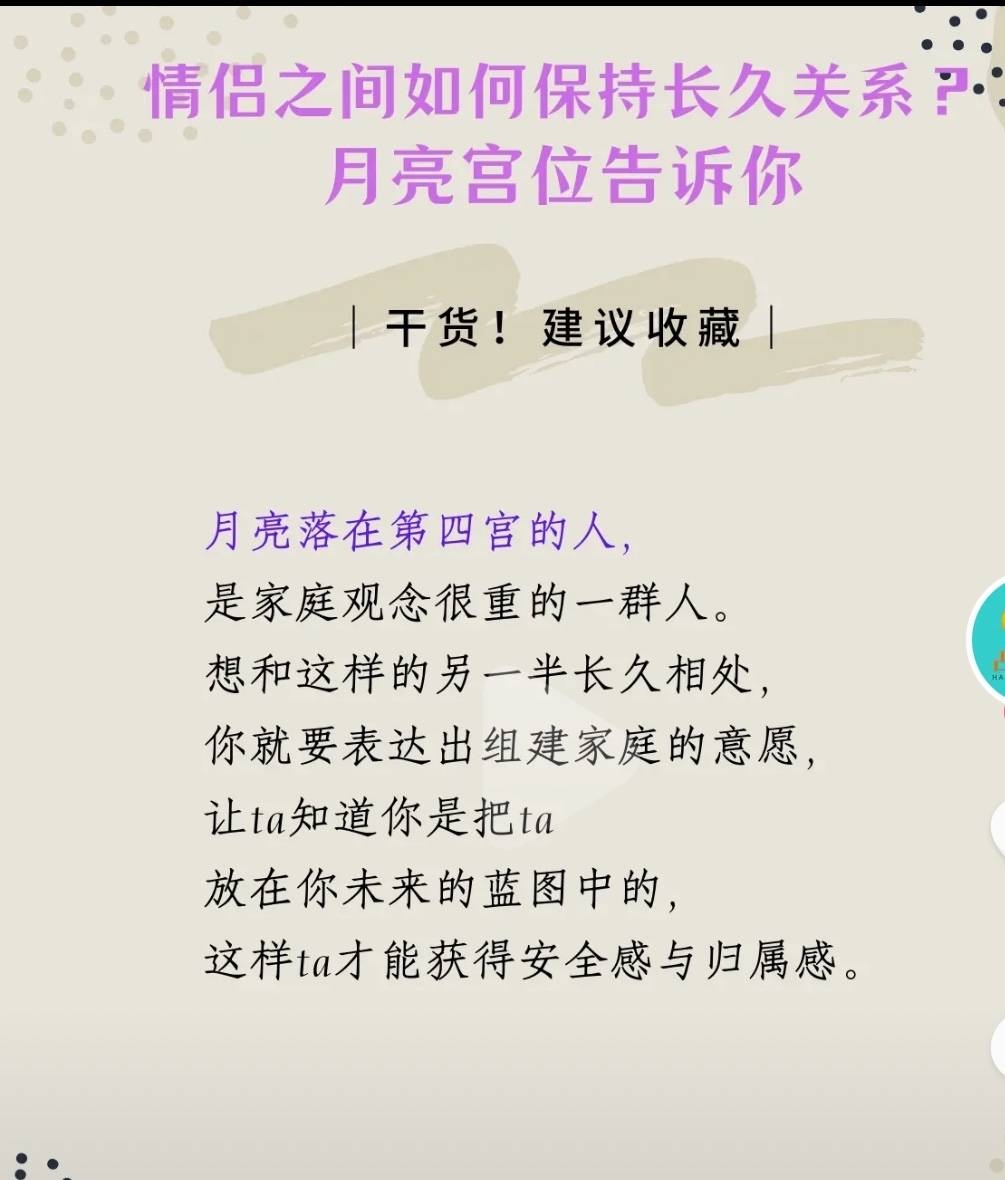 情侣之间如何保持长久关系？
月亮宫位告诉你
｜干货！建议收藏｜
月亮落在第四宫的人，
是家庭观念很重的一群人。
想和这样的另一半长久相处，
你就要表达出组建家庭的意愿，
让ta知道你是把ta
放在你未来的蓝图中的，
这样ta才能获得安全感与归属感。
HA